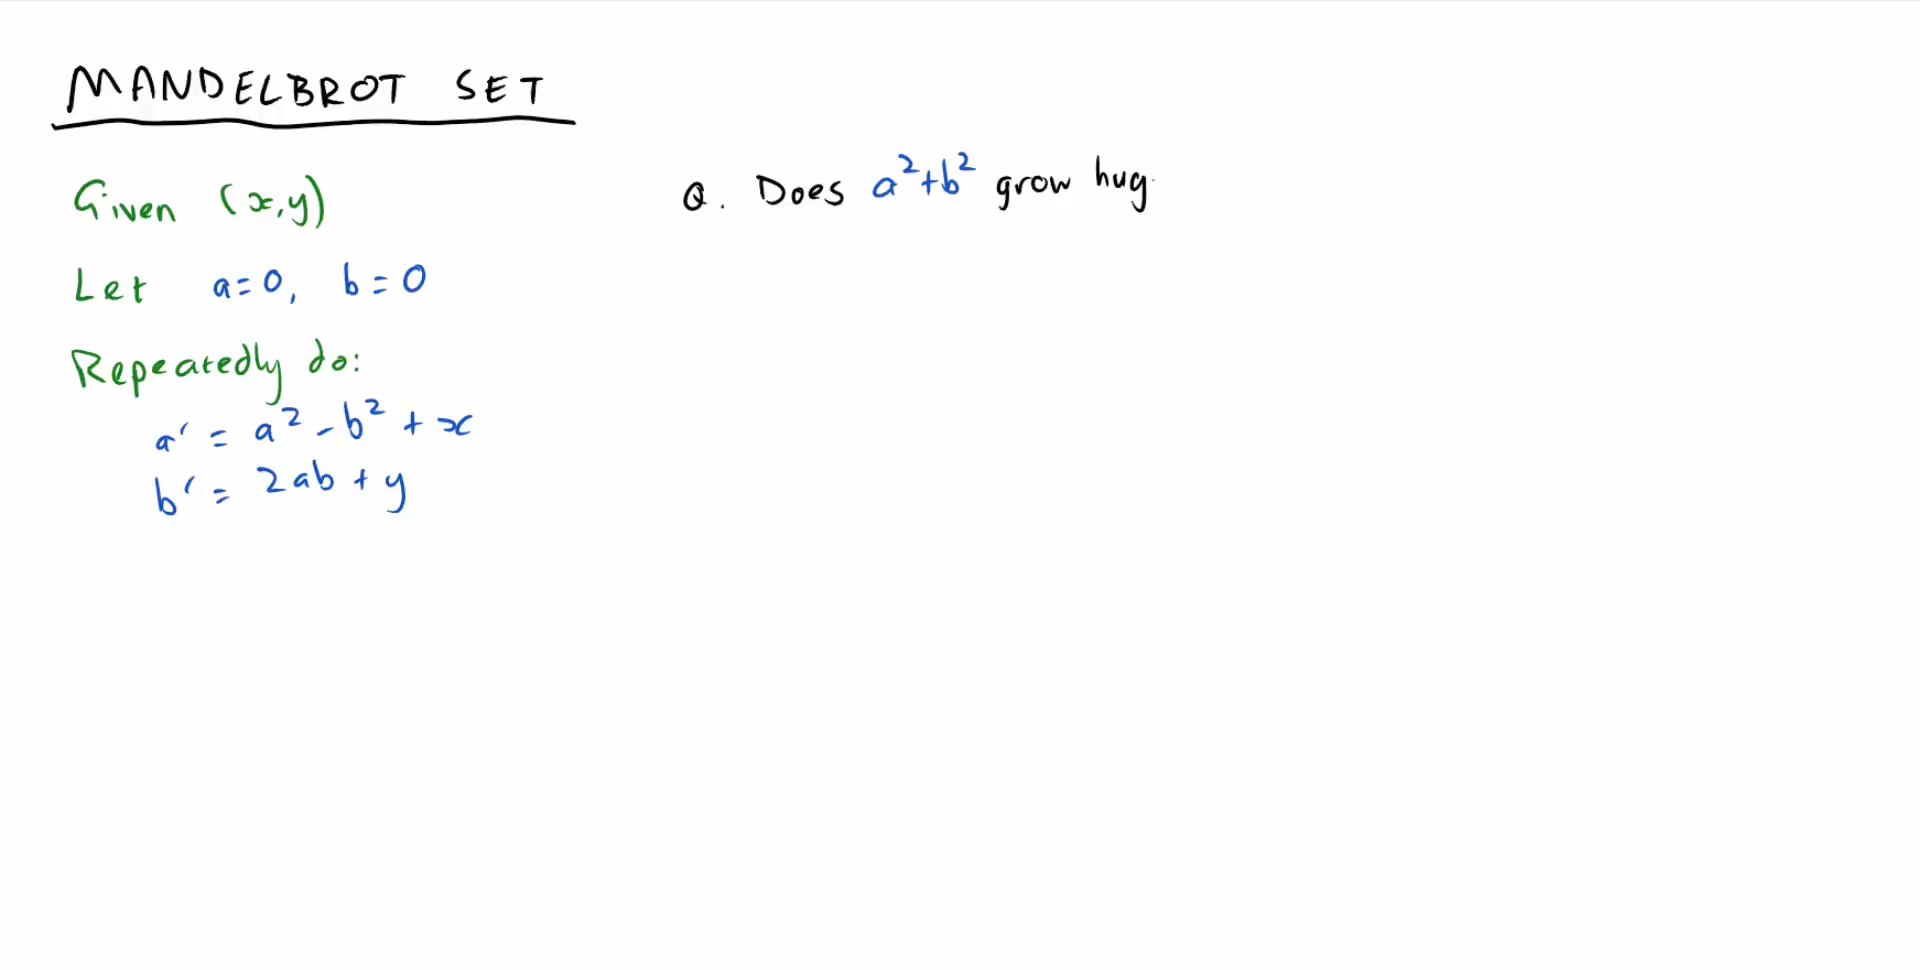 MANDELBROT SET
Given (x,y)
Let a=0, b=0
Repeatedly do:
a′ = a² - b² + x
b′ = 2ab + y
Q. Does a²+b² grow hug